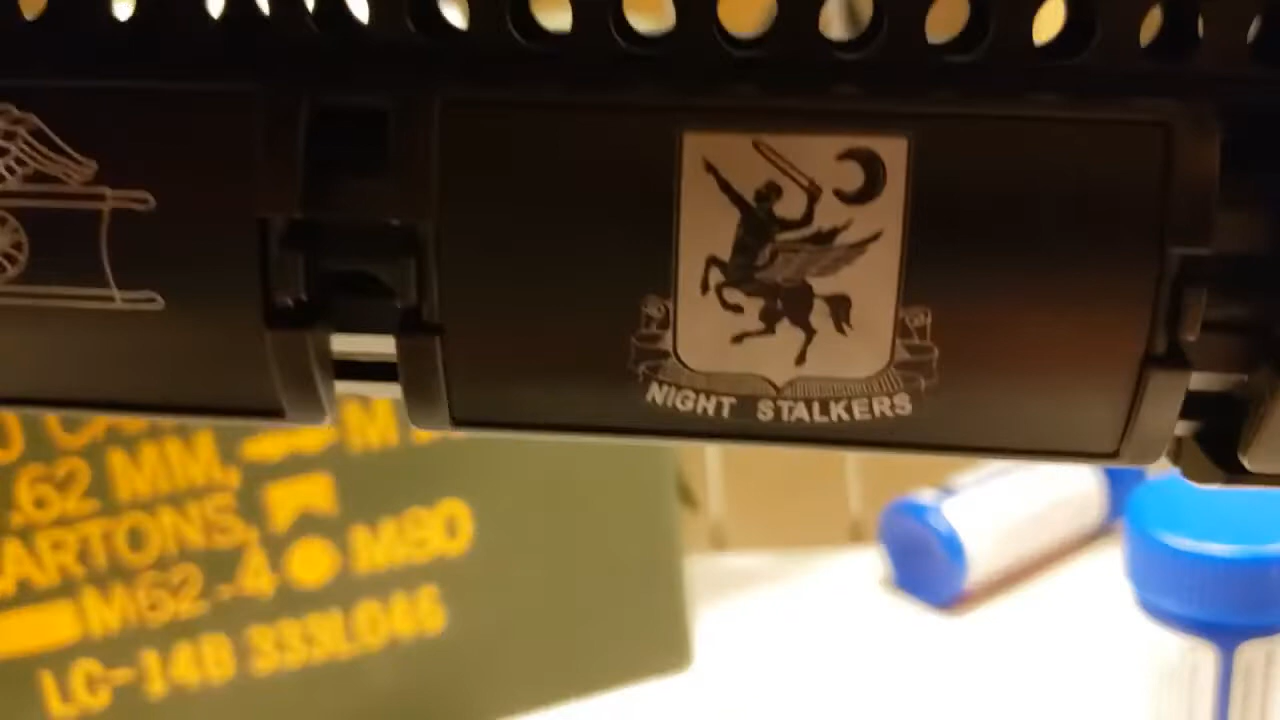 NIGHT STALKERS
.62 MM,
ARTONS,
M62 .4 M80
LC-14B 333L046